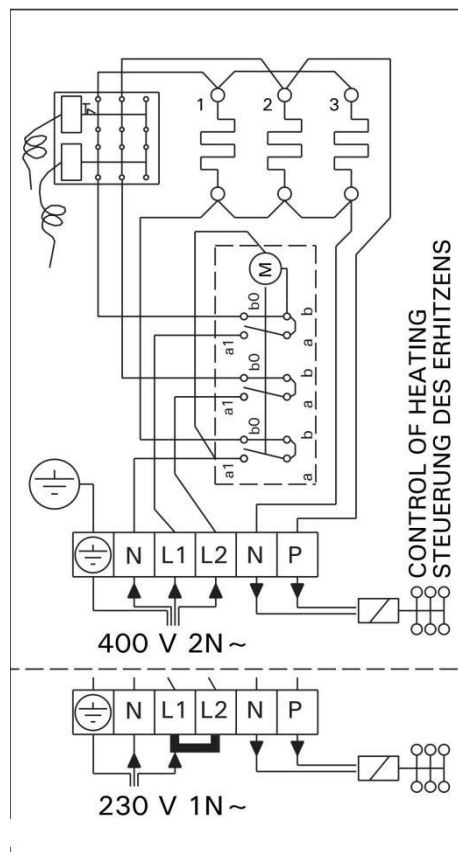 1 2 3
T
M
b0 b
a1 a
b0 b
a1 a
b0 b
a1 a
N L1 L2 N P
400 V 2N ~
CONTROL OF HEATING
STEUERUNG DES ERHITZENS
N L1 L2 N P
230 V 1N ~